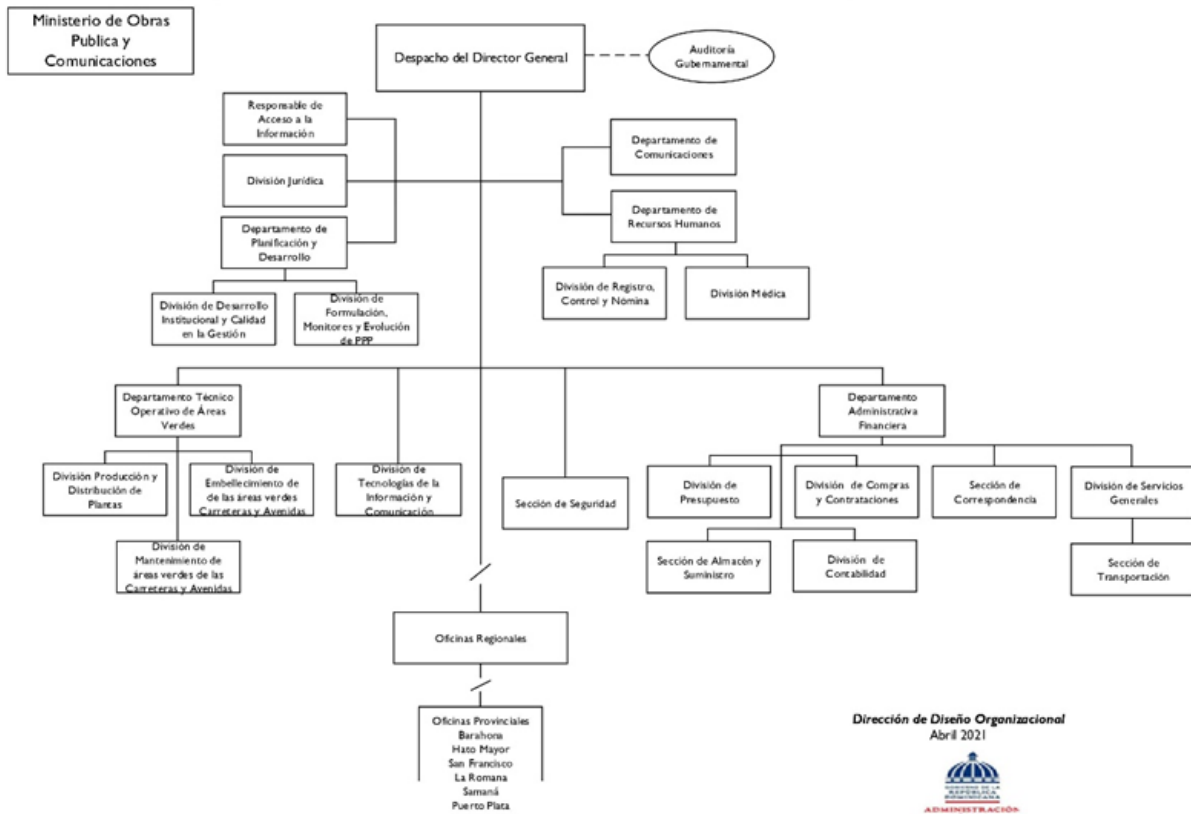 Ministerio de Obras
Publica y
Comunicaciones
Despacho del Director General
Auditoría
Gubernamental
Responsable de
Acceso a la
Información
División Jurídica
Departamento de
Planificación y
Desarrollo
División de Desarrollo
Institucional y Calidad
en la Gestión
División de
Formulación,
Monitores y Evolución
de PPP
Departamento de
Comunicaciones
Departamento de
Recursos Humanos
División de Registro,
Control y Nómina
División Médica
Departamento Técnico
Operativo de Áreas
Verdes
División Producción y
Distribución de
Plantas
División de
Embellecimiento de
de las áreas verdes
Carreteras y Avenidas
División de
Mantenimiento de
áreas verdes de las
Carreteras y Avenidas
División de
Tecnologías de la
Información y
Comunicación
Sección de Seguridad
Departamento
Administrativa
Financiera
División de
Presupuesto
División de Compras
y Contrataciones
Sección de
Correspondencia
División de Servicios
Generales
Sección de Almacén y
Suministro
División de
Contabilidad
Sección de
Transportación
Oficinas Regionales
Oficinas Provinciales
Barahona
Hato Mayor
San Francisco
La Romana
Samaná
Puerto Plata
Dirección de Diseño Organizacional
Abril 2021
GOBIERNO DE LA
REPÚBLICA
DOMINICANA
ADMINISTRACIÓN